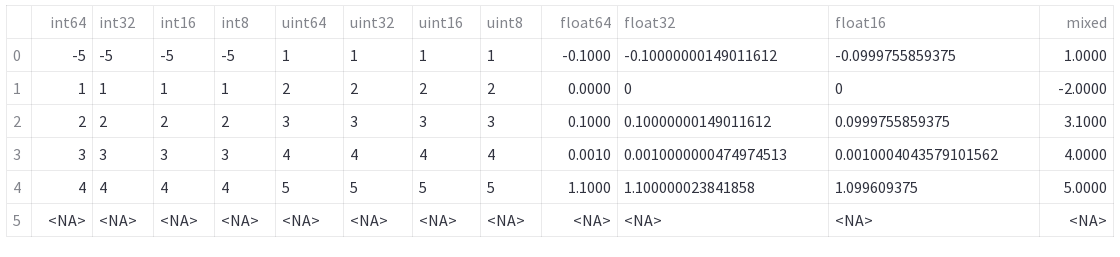 int64 int32 int16 int8 uint64 uint32 uint16 uint8 float64 float32 float16 mixed
0 -5 -5 -5 -5 1 1 1 1 -0.1000 -0.10000000149011612 -0.0999755859375 1.0000
1 1 1 1 1 2 2 2 2 0.0000 0 0 -2.0000
2 2 2 2 2 3 3 3 3 0.1000 0.10000000149011612 0.0999755859375 3.1000
3 3 3 3 3 4 4 4 4 0.0010 0.0010000000474974513 0.0010004043579101562 4.0000
4 4 4 4 4 5 5 5 5 1.1000 1.100000023841858 1.099609375 5.0000
5 <NA> <NA> <NA> <NA> <NA> <NA> <NA> <NA> <NA> <NA> <NA> <NA>